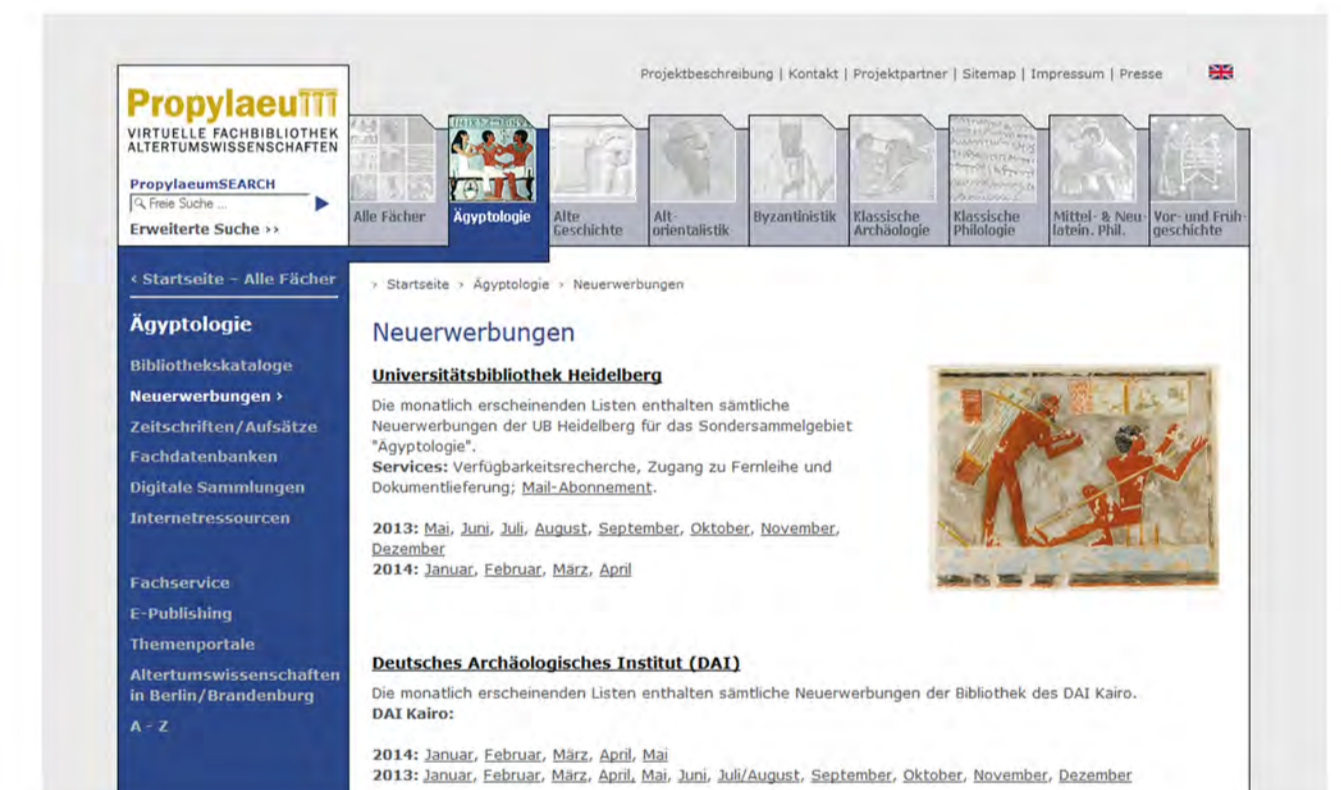 Projektbeschreibung | Kontakt | Projektpartner | Sitemap | Impressum | Presse
Propylaeum
VIRTUELLE FACHBIBLIOTHEK
ALTERTUMSWISSENSCHAFTEN
PropylaeumSEARCH
Freie Suche ...
Erweiterte Suche ››
Alle Fächer
Ägyptologie
Alte
Geschichte
Alt-
orientalistik
Byzantinistik
Klassische
Archäologie
Klassische
Philologie
Mittel- & Neu-
latein. Phil.
Vor- und Früh-
geschichte
‹ Startseite – Alle Fächer
Ägyptologie
Bibliothekskataloge
Neuerwerbungen ›
Zeitschriften/Aufsätze
Fachdatenbanken
Digitale Sammlungen
Internetressourcen
Fachservice
E-Publishing
Themenportale
Altertumswissenschaften
in Berlin/Brandenburg
A - Z
› Startseite › Ägyptologie › Neuerwerbungen
Neuerwerbungen
Universitätsbibliothek Heidelberg
Die monatlich erscheinenden Listen enthalten sämtliche
Neuerwerbungen der UB Heidelberg für das Sondersammelgebiet
"Ägyptologie".
Services: Verfügbarkeitsrecherche, Zugang zu Fernleihe und
Dokumentlieferung; Mail-Abonnement.
2013: Mai, Juni, Juli, August, September, Oktober, November,
Dezember
2014: Januar, Februar, März, April
Deutsches Archäologisches Institut (DAI)
Die monatlich erscheinenden Listen enthalten sämtliche Neuerwerbungen der Bibliothek des DAI Kairo.
DAI Kairo:
2014: Januar, Februar, März, April, Mai
2013: Januar, Februar, März, April, Mai, Juni, Juli/August, September, Oktober, November, Dezember